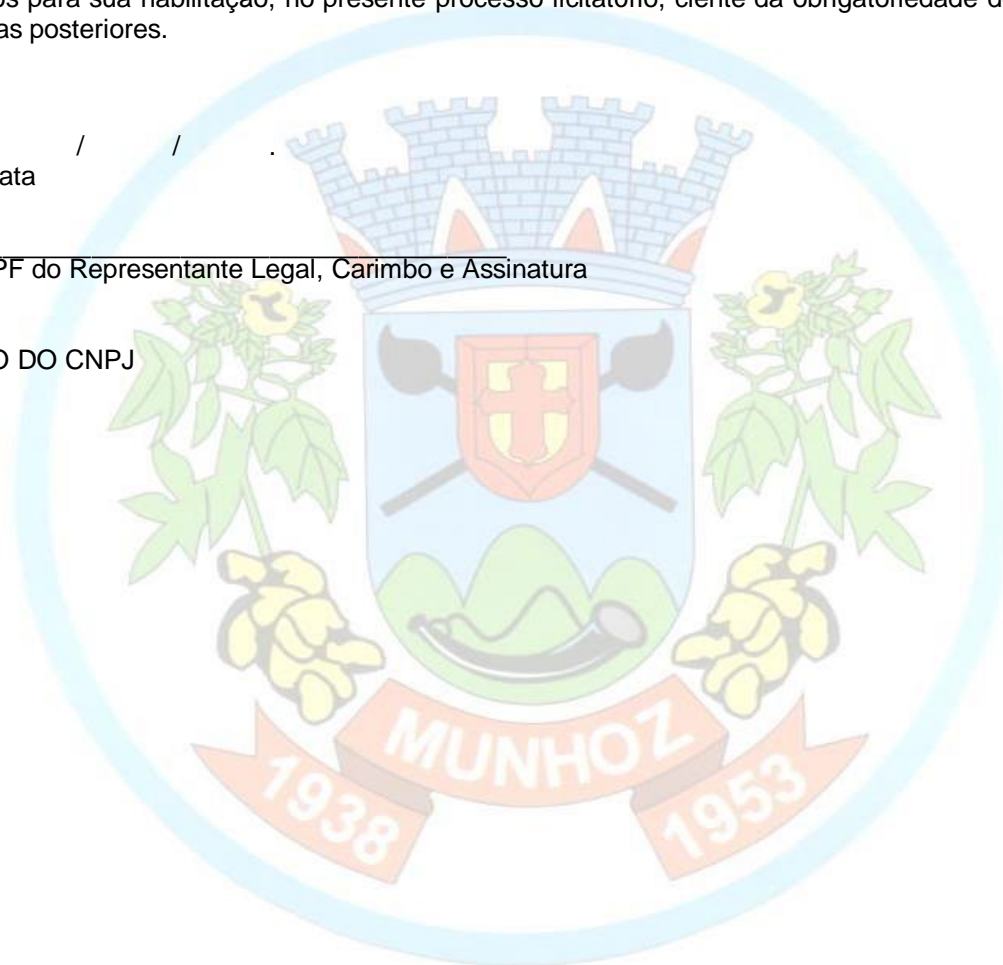 os para sua habilitação, no presente processo licitatório, ciente da obrigatoriedade d
as posteriores.
/ / .
ata
PF do Representante Legal, Carimbo e Assinatura
O DO CNPJ
MUNHOZ
1938
1953